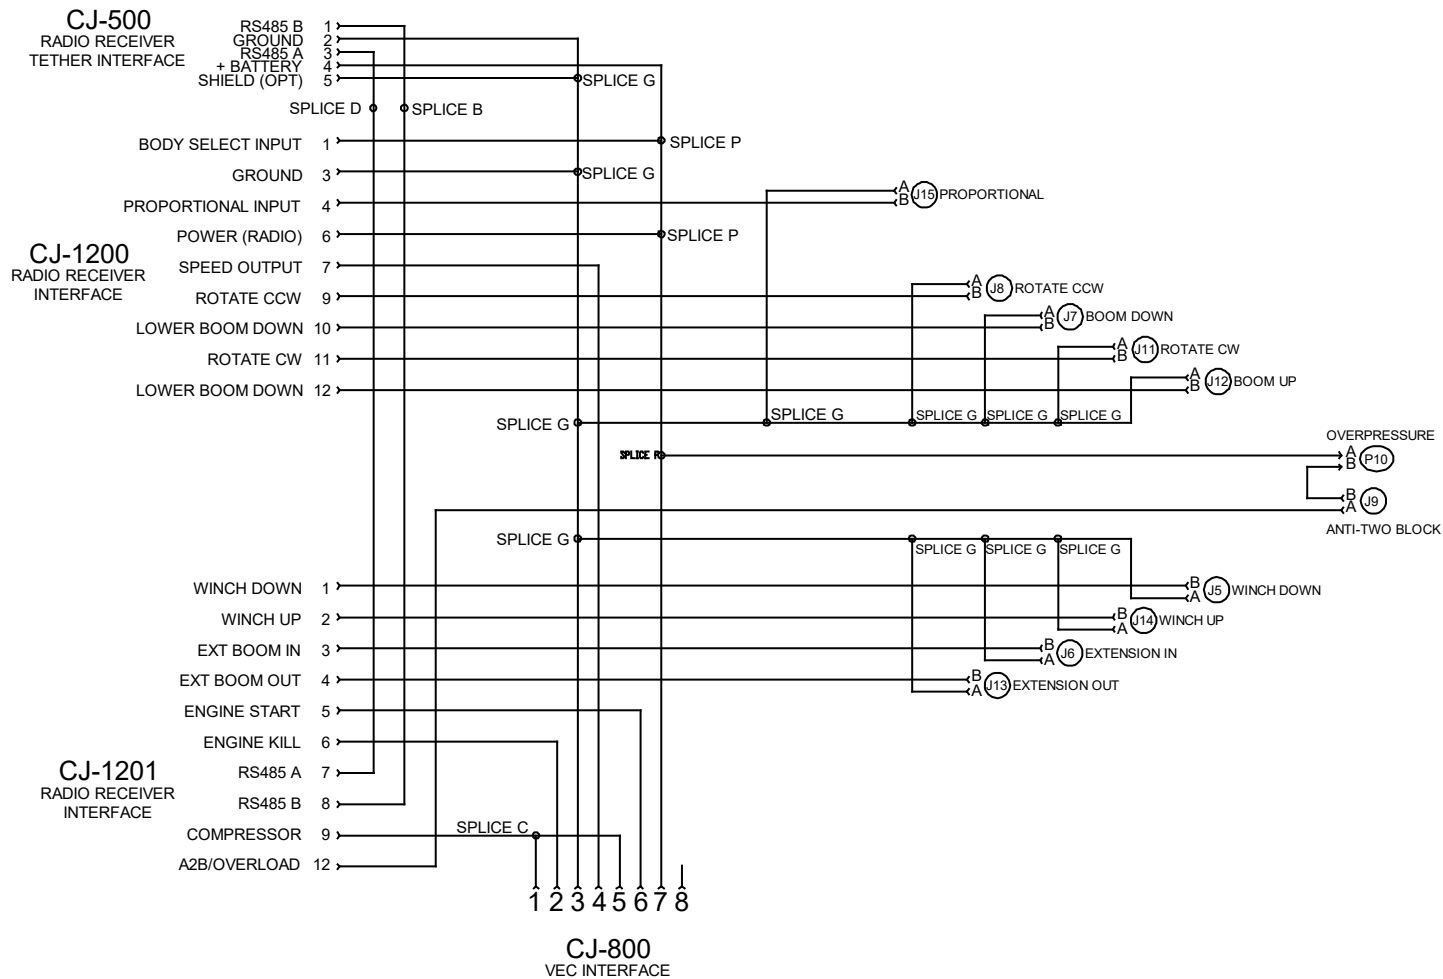 CJ-500
RADIO RECEIVER
TETHER INTERFACE
RS485 B 1
GROUND 2
RS485 A 3
+ BATTERY 4
SHIELD (OPT) 5
SPLICE G
SPLICE D
SPLICE B
BODY SELECT INPUT 1
SPLICE P
GROUND 3
SPLICE G
PROPORTIONAL INPUT 4
A
B
J15 PROPORTIONAL
CJ-1200
RADIO RECEIVER
INTERFACE
POWER (RADIO) 6
SPLICE P
SPEED OUTPUT 7
ROTATE CCW 9
A
B
J8 ROTATE CCW
LOWER BOOM DOWN 10
A
B
J7 BOOM DOWN
ROTATE CW 11
A
B
J11 ROTATE CW
LOWER BOOM DOWN 12
A
B
J12 BOOM UP
SPLICE G
SPLICE G
SPLICE G
SPLICE G
SPLICE G
SPLICE
OVERPRESSURE
A
B
P10
B
A
J9
ANTI-TWO BLOCK
SPLICE G
SPLICE G
SPLICE G
SPLICE G
WINCH DOWN 1
B
A
J5 WINCH DOWN
WINCH UP 2
B
A
J14 WINCH UP
EXT BOOM IN 3
B
A
J6 EXTENSION IN
EXT BOOM OUT 4
B
A
J13 EXTENSION OUT
ENGINE START 5
ENGINE KILL 6
CJ-1201
RADIO RECEIVER
INTERFACE
RS485 A 7
RS485 B 8
COMPRESSOR 9
SPLICE C
A2B/OVERLOAD 12
1 2 3 4 5 6 7 8
CJ-800
VEC INTERFACE